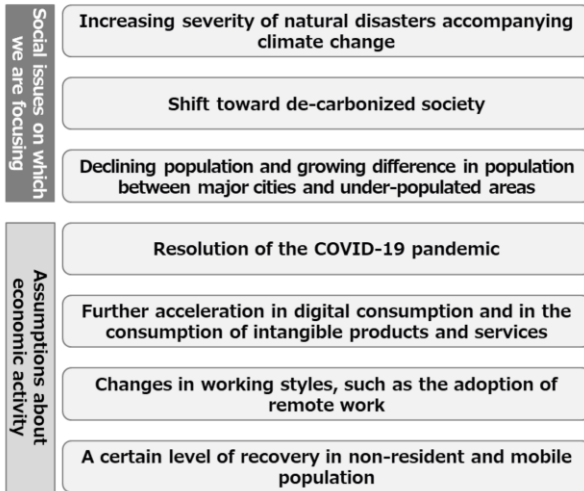 Social issues on which
we are focusing
Increasing severity of natural disasters accompanying
climate change
Shift toward de-carbonized society
Declining population and growing difference in population
between major cities and under-populated areas
Assumptions about
economic activity
Resolution of the COVID-19 pandemic
Further acceleration in digital consumption and in the
consumption of intangible products and services
Changes in working styles, such as the adoption of
remote work
A certain level of recovery in non-resident and mobile
population